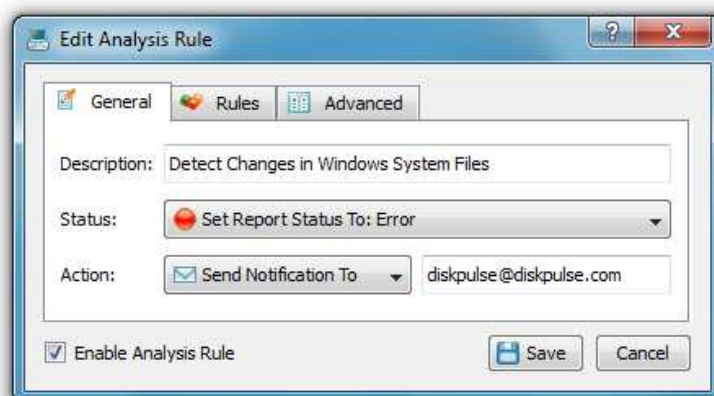 Edit Analysis Rule
?
General Rules Advanced
Description: Detect Changes in Windows System Files
Status: Set Report Status To: Error
Action: Send Notification To diskpulse@diskpulse.com
Enable Analysis Rule Save Cancel